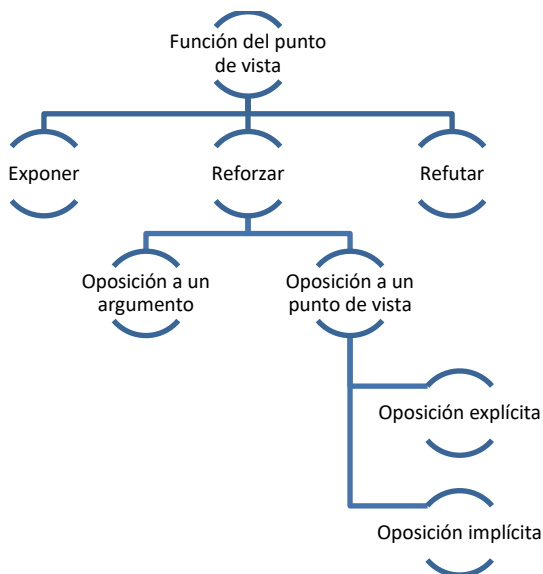 Función del punto
de vista
Exponer
Reforzar
Refutar
Oposición a un
argumento
Oposición a un
punto de vista
Oposición explícita
Oposición implícita